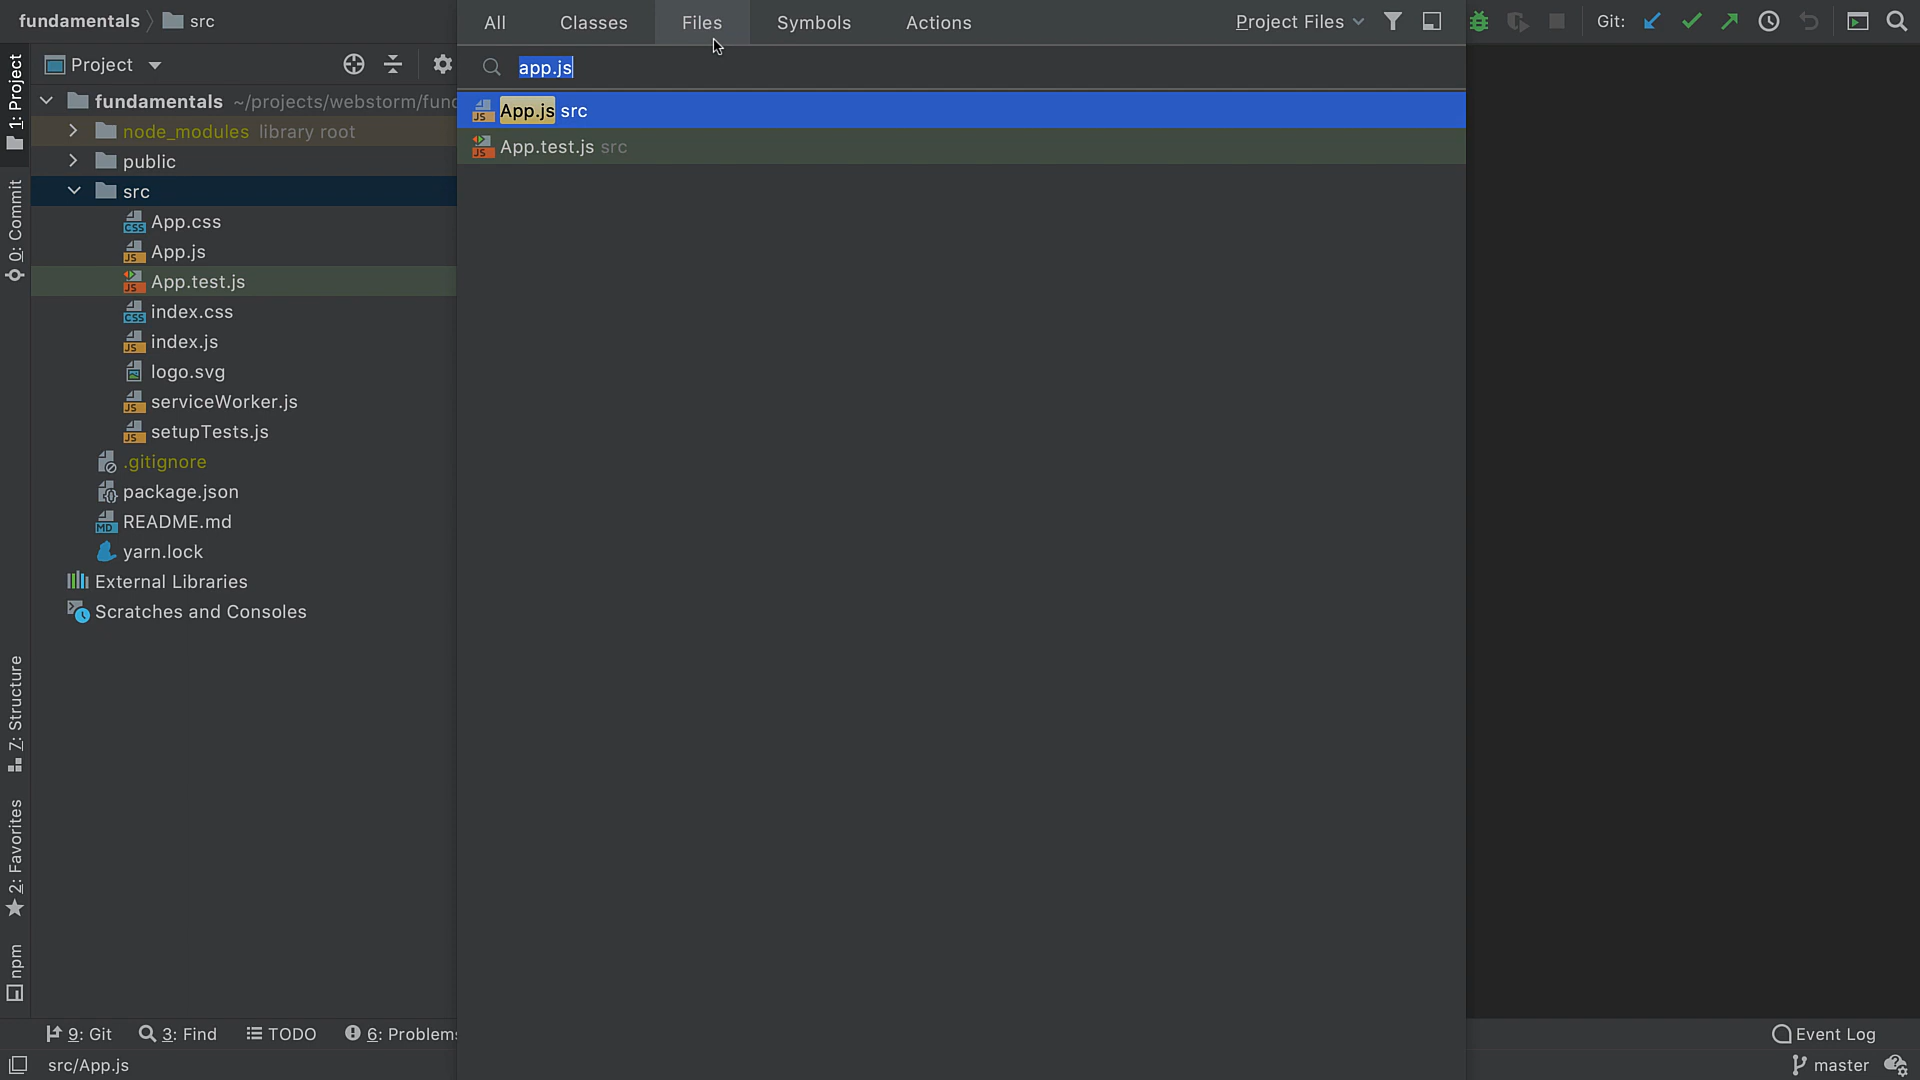 fundamentals src
All Classes Files Symbols Actions Project Files
Git:
app.js
App.js src
App.test.js src
Project
fundamentals ~/projects/webstorm/fund
node_modules library root
public
src
App.css
App.js
App.test.js
index.css
index.js
logo.svg
serviceWorker.js
setupTests.js
.gitignore
package.json
README.md
yarn.lock
External Libraries
Scratches and Consoles
1: Project
0: Commit
7: Structure
2: Favorites
npm
9: Git 3: Find TODO 6: Problems
Event Log
src/App.js
master